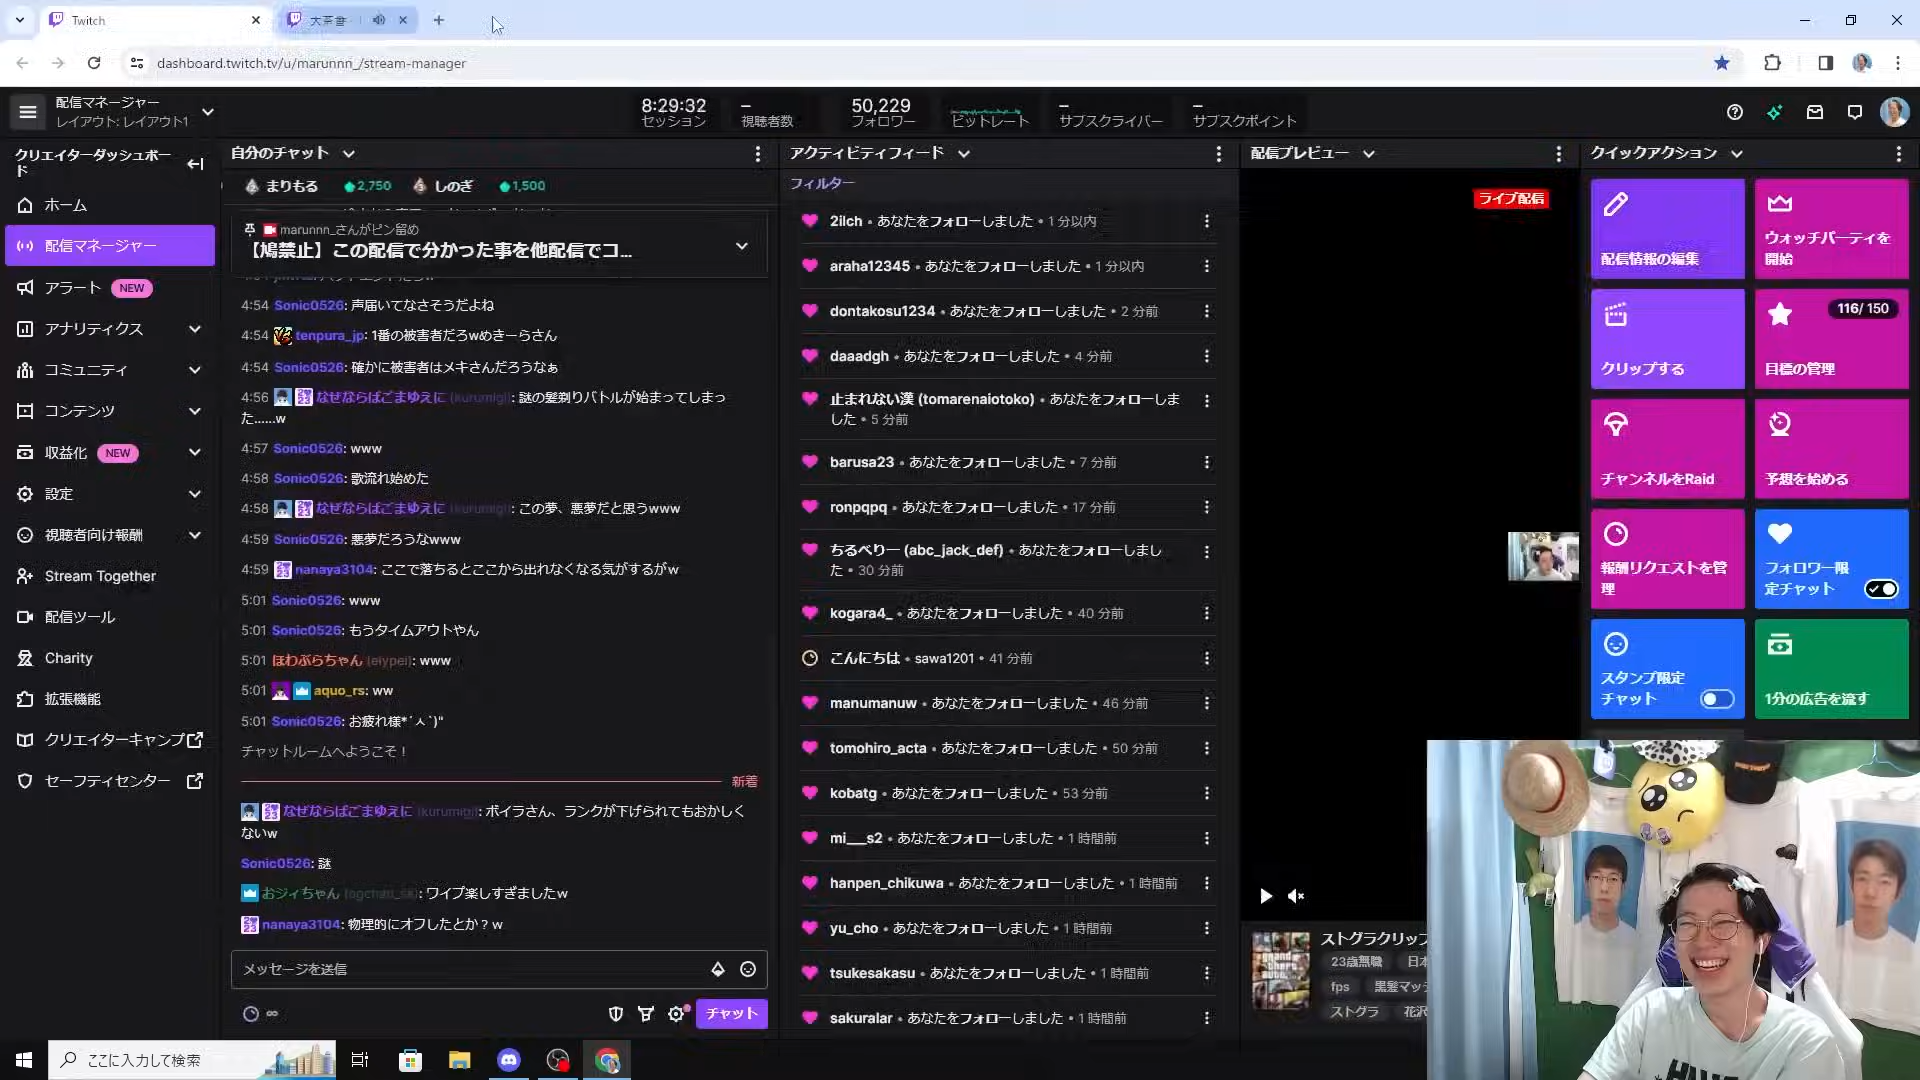 Twitch
大茶會
dashboard.twitch.tv/u/marunnn_/stream-manager
配信マネージャー
レイアウト: レイアウト1
8:29:32
セッション
–
視聴者数
50,229
フォロワー
ビットレート
–
サブスクライバー
–
サブスクポイント
クリエイターダッシュボード
ホーム
配信マネージャー
アラート NEW
アナリティクス
コミュニティ
コンテンツ
収益化 NEW
設定
視聴者向け報酬
Stream Together
配信ツール
Charity
拡張機能
クリエイターキャンプ
セーフティセンター
自分のチャット
まりもる 2,750 しのぎ 1,500
marunnn_さんがピン留め
【鳩禁止】この配信で分かった事を他配信でコ...
4:54 Sonic0526: 声届いてなさそうだよね
4:54 tenpura_jp: 1番の被害者だろwめきーらさん
4:54 Sonic0526: 確かに被害者はメキさんだろうなぁ
4:56 なぜならばごまゆえに (kurumigi): 謎の髪剃りバトルが始まってしまっ
た......w
4:57 Sonic0526: www
4:58 Sonic0526: 歌流れ始めた
4:58 なぜならばごまゆえに (kurumigi): この夢、悪夢だと思うwww
4:59 Sonic0526: 悪夢だろうなwww
4:59 nanaya3104: ここで落ちるとここから出れなくなる気がするがw
5:01 Sonic0526: www
5:01 Sonic0526: もうタイムアウトやん
5:01 ほわぶらちゃん (elypei): www
5:01 aquo_rs: ww
5:01 Sonic0526: お疲れ様*ˊㅅˋ)"
チャットルームへようこそ！
新着
なぜならばごまゆえに (kurumigi): ボイラさん、ランクが下げられてもおかしく
ないw
Sonic0526: 謎
おジィちゃん: ワイプ楽しすぎましたw
nanaya3104: 物理的にオフしたとか？w
メッセージを送信
チャット
アクティビティフィード
フィルター
2ilch • あなたをフォローしました • 1 分以内
araha12345 • あなたをフォローしました • 1 分以内
dontakosu1234 • あなたをフォローしました • 2 分前
daaadgh • あなたをフォローしました • 4 分前
止まれない漢 (tomarenaiotoko) • あなたをフォローしま
した • 5 分前
barusa23 • あなたをフォローしました • 7 分前
ronpqpq • あなたをフォローしました • 17 分前
ちるべりー (abc_jack_def) • あなたをフォローしまし
た • 30 分前
kogara4_ • あなたをフォローしました • 40 分前
こんにちは • sawa1201 • 41 分前
manumanuw • あなたをフォローしました • 46 分前
tomohiro_acta • あなたをフォローしました • 50 分前
kobatg • あなたをフォローしました • 53 分前
mi___s2 • あなたをフォローしました • 1 時間前
hanpen_chikuwa • あなたをフォローしました • 1 時間前
yu_cho • あなたをフォローしました • 1 時間前
tsukesakasu • あなたをフォローしました • 1 時間前
sakuralar • あなたをフォローしました • 1 時間前
配信プレビュー
ライブ配信
ストグラクリップ
23歳無職 日本
fps 黒髪マッ
ストグラ 花沢
クイックアクション
配信情報の編集
ウォッチパーティを
開始
クリップする
116/ 150
目標の管理
チャンネルをRaid
予想を始める
報酬リクエストを管
理
フォロワー限
定チャット
スタンプ限定
チャット
1分の広告を流す
ここに入力して検索